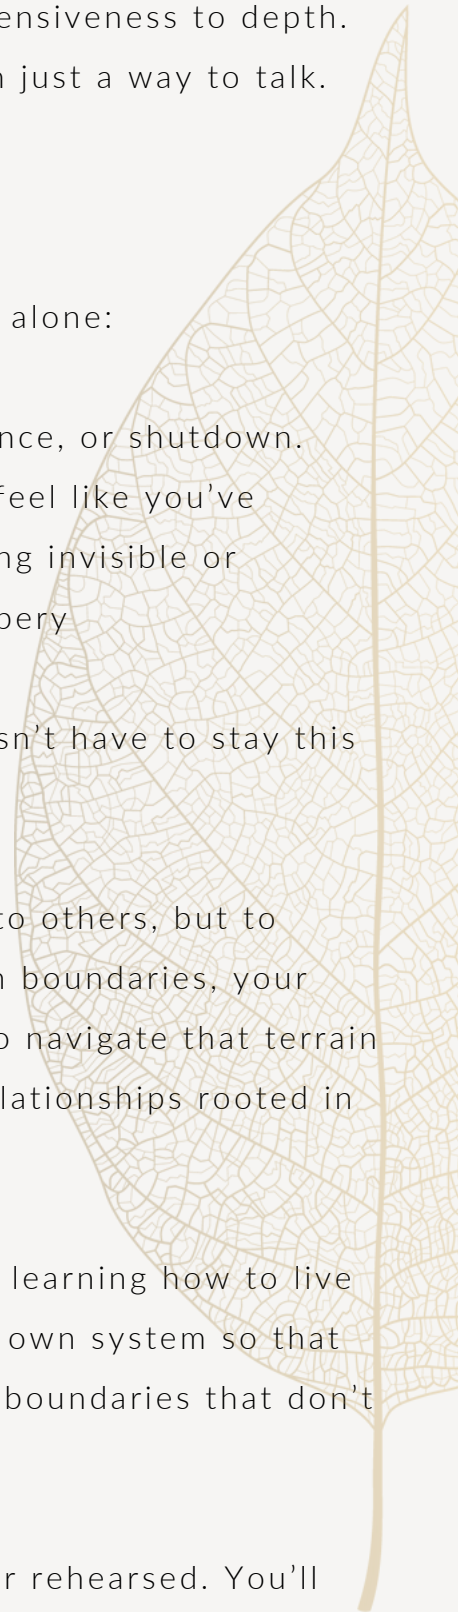 ensiveness to depth.
n just a way to talk.
alone:
nce, or shutdown.
feel like you've
ng invisible or
pery
sn't have to stay this
to others, but to
n boundaries, your
o navigate that terrain
lationships rooted in
learning how to live
own system so that
boundaries that don't
r rehearsed. You'll